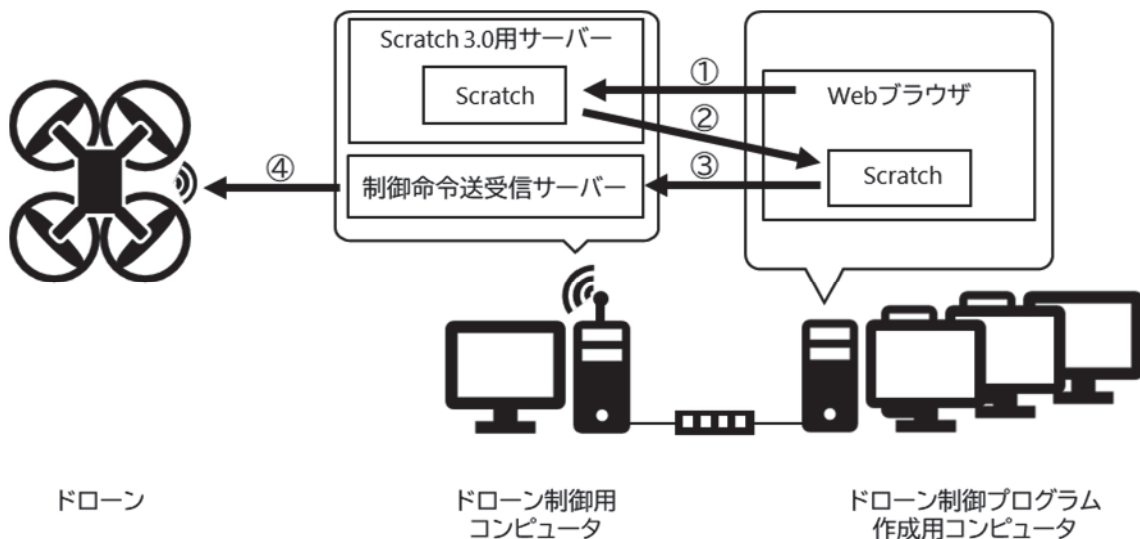 Scratch 3.0用サーバー
Scratch
制御命令送受信サーバー
①
②
③
④
Webブラウザ
Scratch
ドローン
ドローン制御用
コンピュータ
ドローン制御プログラム
作成用コンピュータ